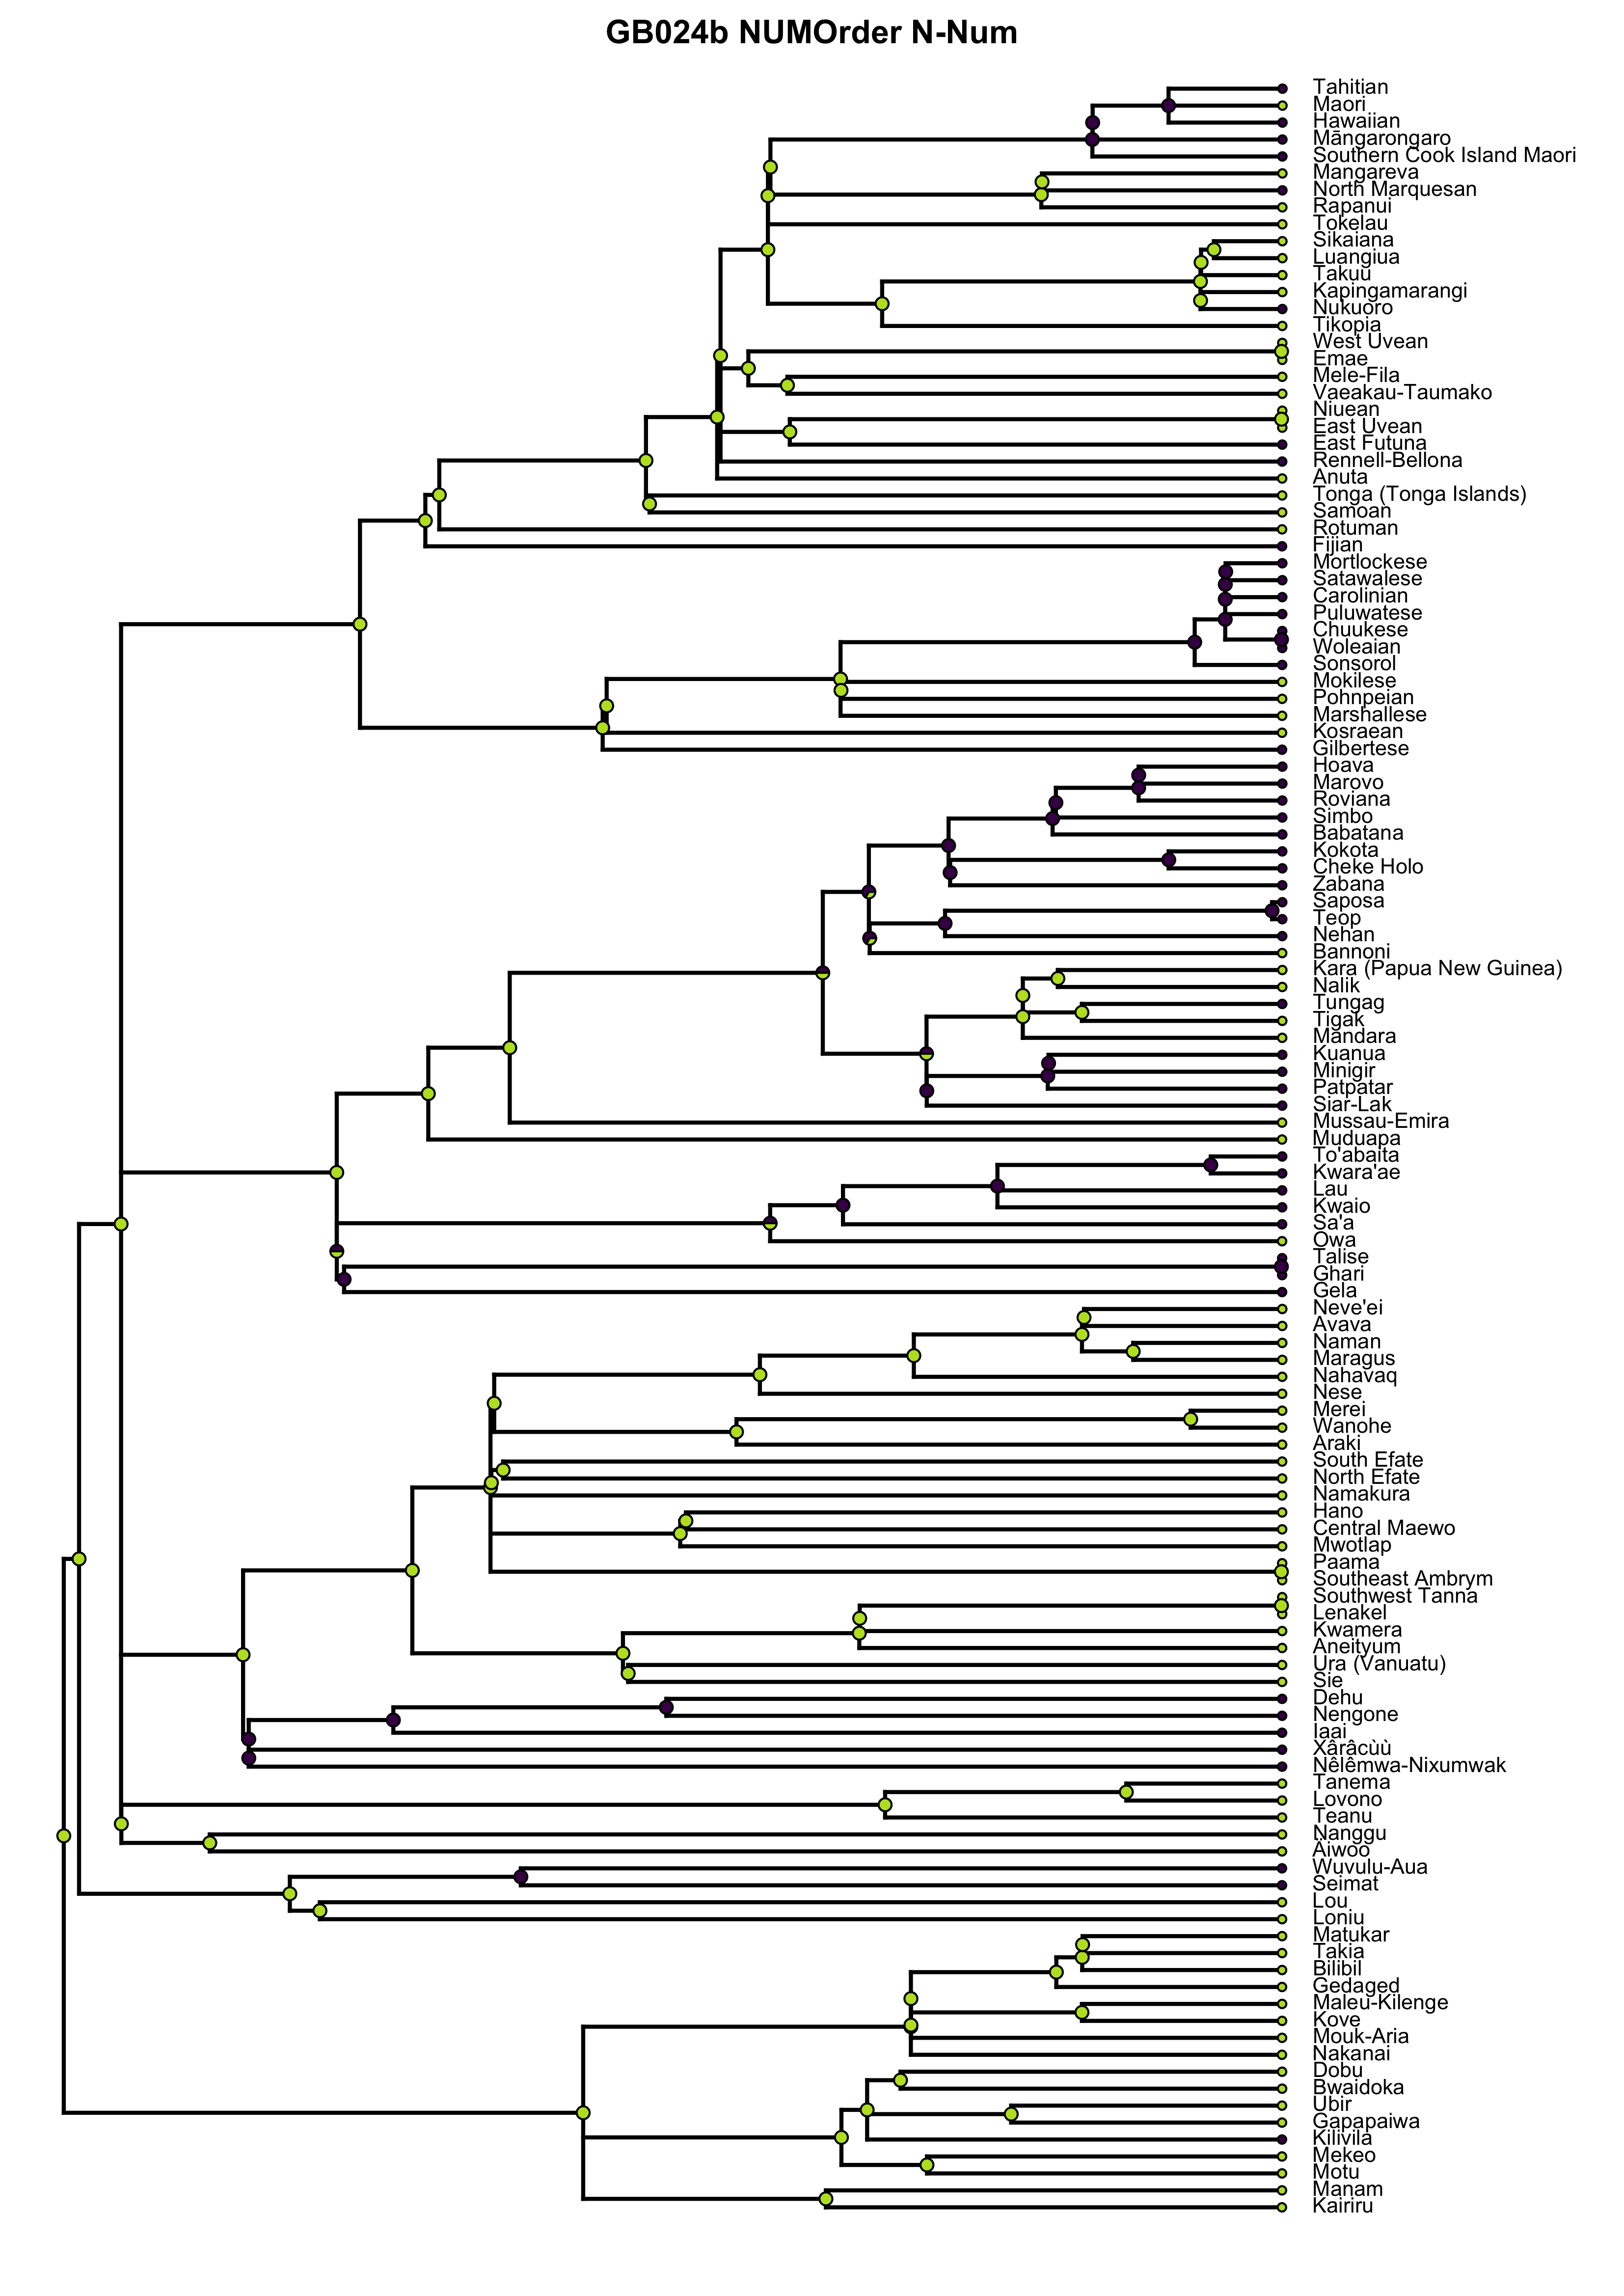 GB024b NUMOrder N-Num
Tahitian
Maori
Hawaiian
Māngarongaro
Southern Cook Island Maori
Mangareva
North Marquesan
Rapanui
Tokelau
Sikaiana
Luangiua
Takuu
Kapingamarangi
Nukuoro
Tikopia
West Uvean
Emae
Mele-Fila
Vaeakau-Taumako
Niuean
East Uvean
East Futuna
Rennell-Bellona
Anuta
Tonga (Tonga Islands)
Samoan
Rotuman
Fijian
Mortlockese
Satawalese
Carolinian
Puluwatese
Chuukese
Woleaian
Sonsorol
Mokilese
Pohnpeian
Marshallese
Kosraean
Gilbertese
Hoava
Marovo
Roviana
Simbo
Babatana
Kokota
Cheke Holo
Zabana
Saposa
Teop
Nehan
Bannoni
Kara (Papua New Guinea)
Nalik
Tungag
Tigak
Mandara
Kuanua
Minigir
Patpatar
Siar-Lak
Mussau-Emira
Muduapa
To'abaita
Kwara'ae
Lau
Kwaio
Sa'a
Owa
Talise
Ghari
Gela
Neve'ei
Avava
Naman
Maragus
Nahavaq
Nese
Merei
Wanohe
Araki
South Efate
North Efate
Namakura
Hano
Central Maewo
Mwotlap
Paama
Southeast Ambrym
Southwest Tanna
Lenakel
Kwamera
Aneityum
Ura (Vanuatu)
Sie
Dehu
Nengone
Iaai
Xârâcùù
Nêlêmwa-Nixumwak
Tanema
Lovono
Teanu
Nanggu
Äiwoo
Wuvulu-Aua
Seimat
Lou
Loniu
Matukar
Takia
Bilibil
Gedaged
Maleu-Kilenge
Kove
Mouk-Aria
Nakanai
Dobu
Bwaidoka
Ubir
Gapapaiwa
Kilivila
Mekeo
Motu
Manam
Kairiru